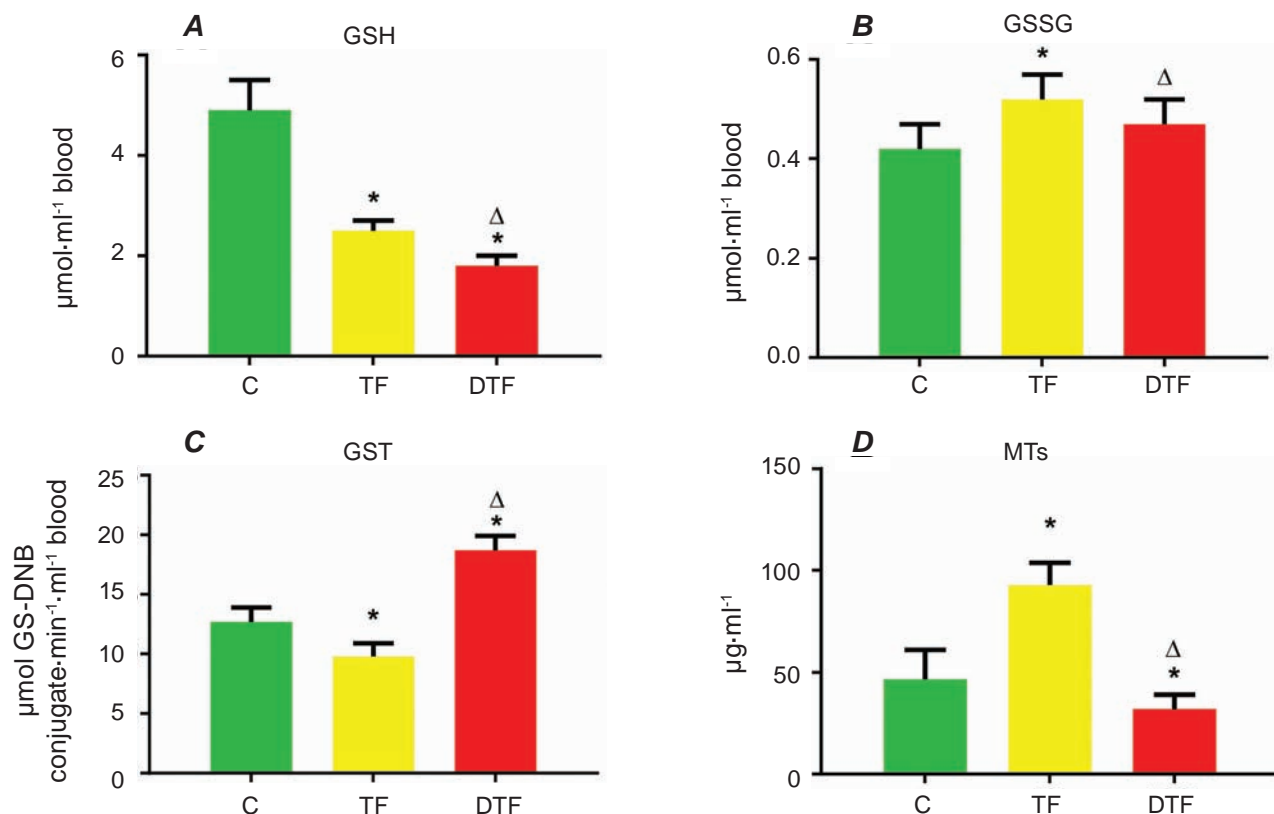 A
GSH
6
4
2
0
µmol·ml⁻¹ blood
*
Δ
*
C TF DTF
B
GSSG
0.6
0.4
0.2
0.0
µmol·ml⁻¹ blood
*
Δ
C TF DTF
C
GST
25
20
15
10
5
0
µmol GS-DNB
conjugate·min⁻¹·ml⁻¹ blood
*
Δ
*
C TF DTF
D
MTs
150
100
50
0
µg·ml⁻¹
*
Δ
*
C TF DTF